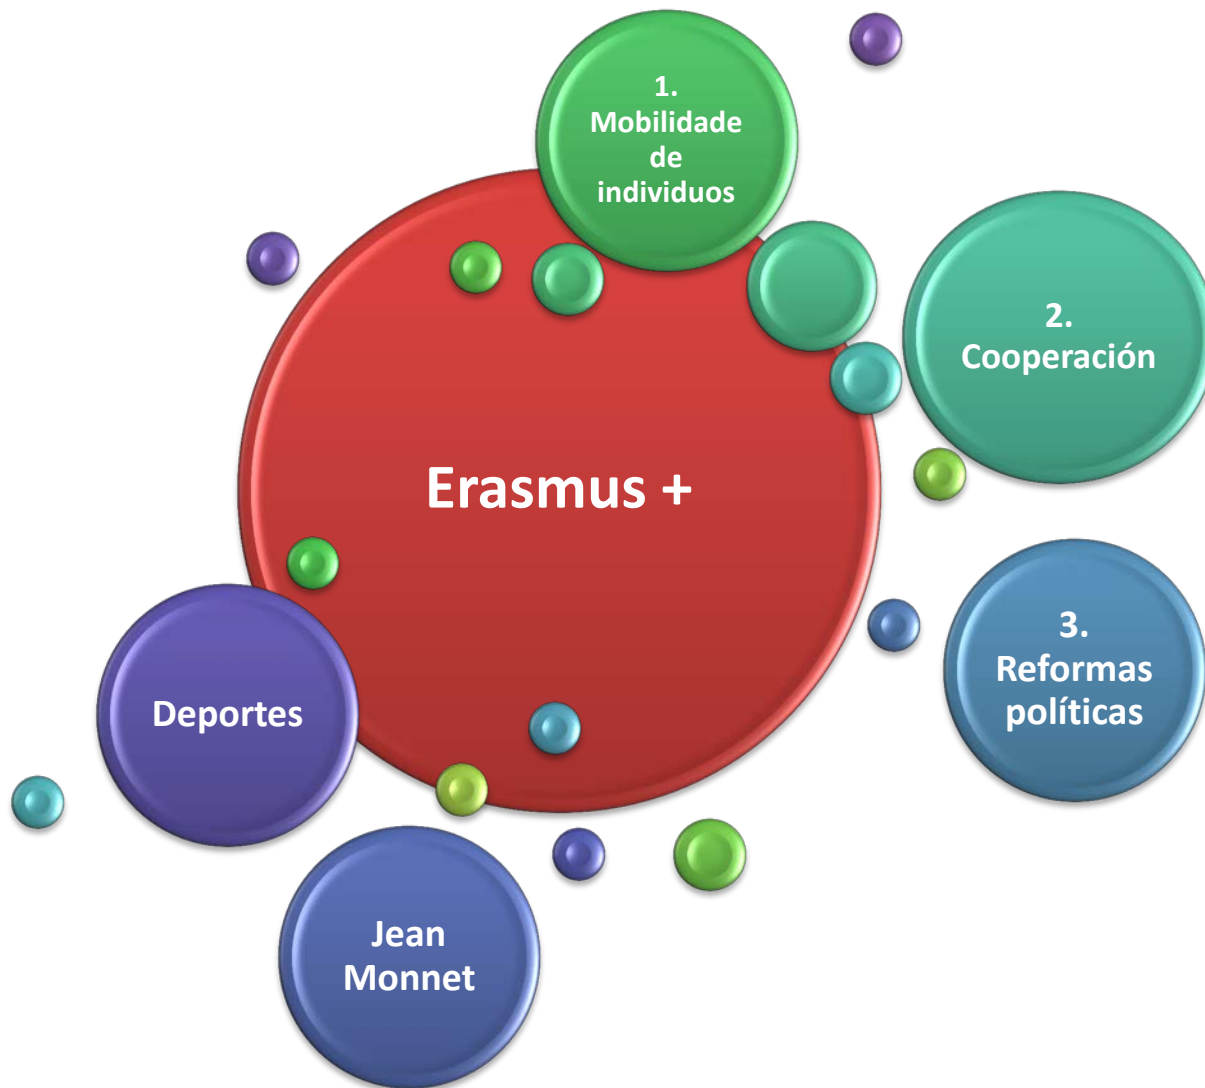 1.
Mobilidade
de
individuos
2.
Cooperación
Erasmus +
3.
Reformas
políticas
Deportes
Jean
Monnet